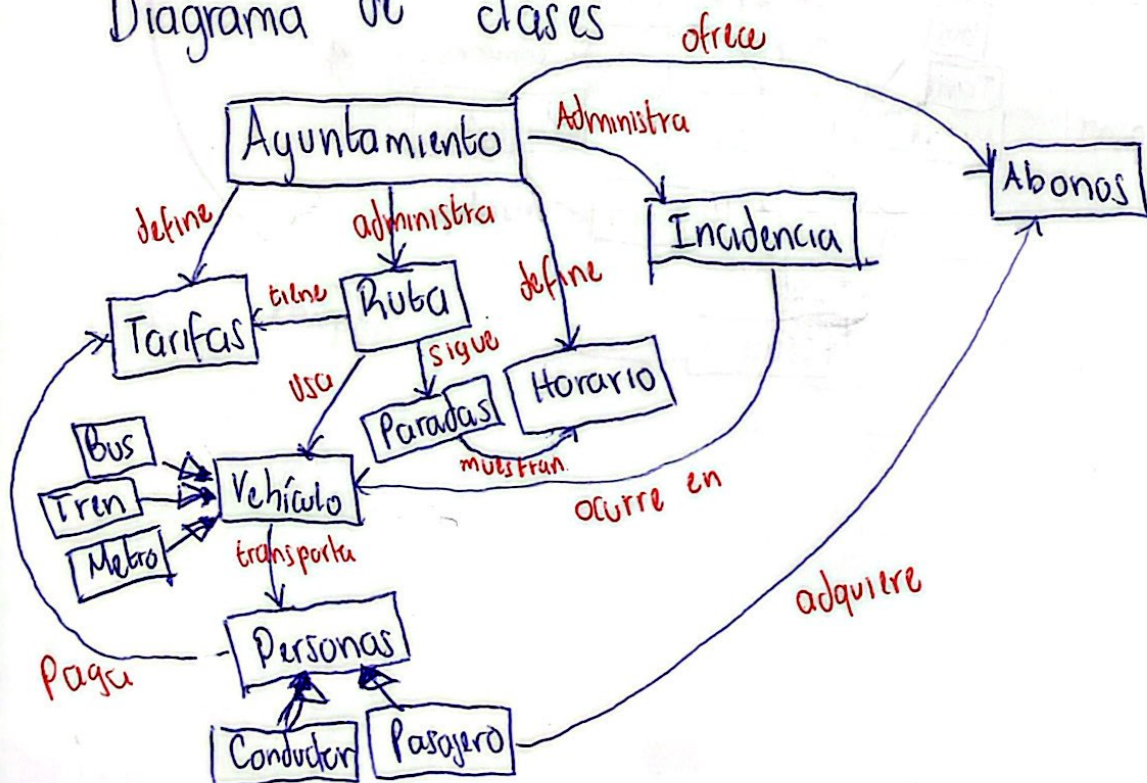 Diagrama de clases
ofrece
Ayuntamiento
Administra
Abonos
define
administra
Incidencia
define
Tarifas
tiene
Ruta
usa
sigue
Paradas
Horario
muestran
Bus
Tren
Metro
Vehículo
ocurre en
transporta
Personas
adquiere
Paga
Conductor
Pasajero